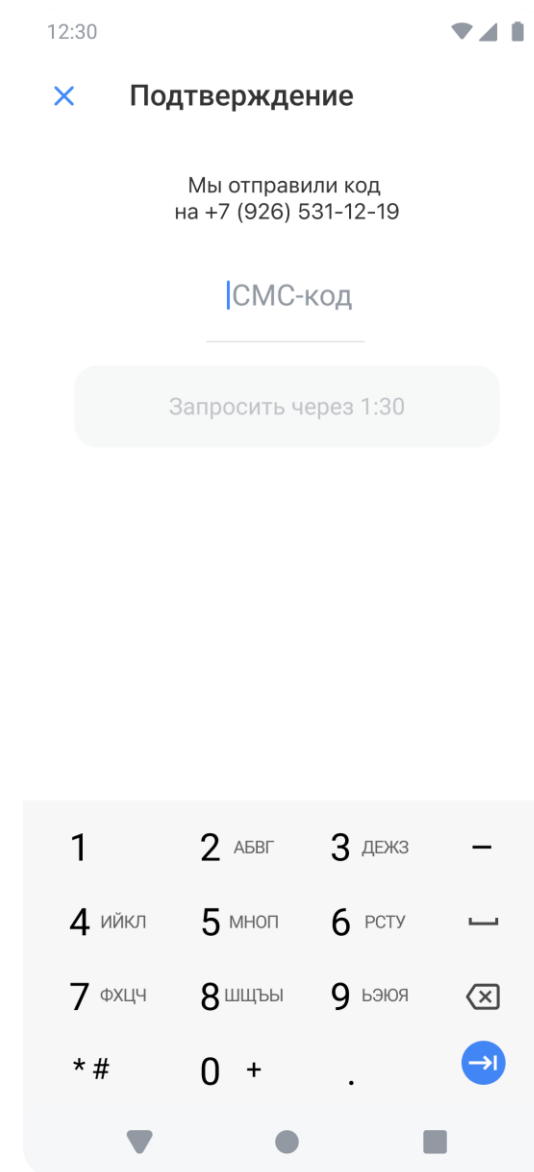 12:30
Подтверждение
Мы отправили код
на +7 (926) 531-12-19
СМС-код
Запросить через 1:30
1 2 АБВГ 3 ДЕЖЗ –
4 ИЙКЛ 5 МНОП 6 РСТУ
7 ФХЦЧ 8 ШЩЪЫ 9 ЬЭЮЯ
* # 0 + .